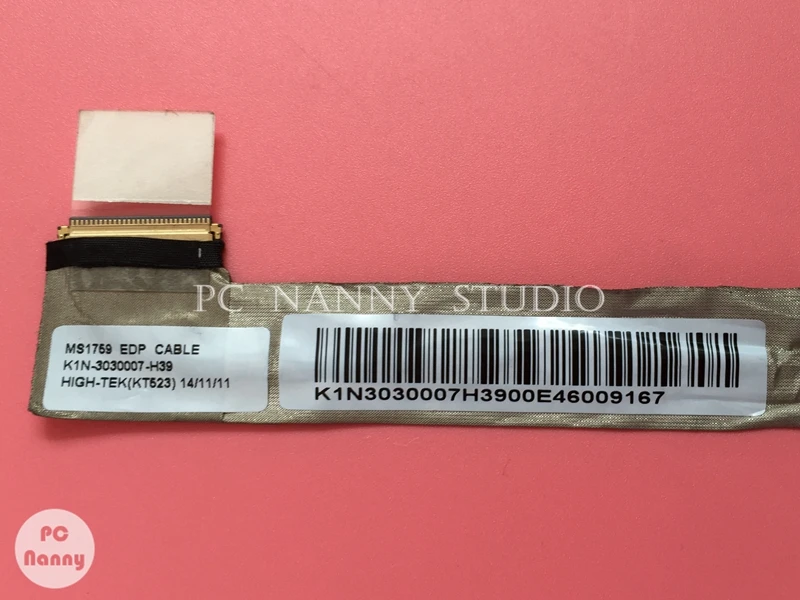 PC NANNY STUDIO
MS1759 EDP CABLE
K1N-3030007-H39
HIGH-TEK(KT523) 14/11/11
K1N3030007H3900E46009167
PC
Nanny